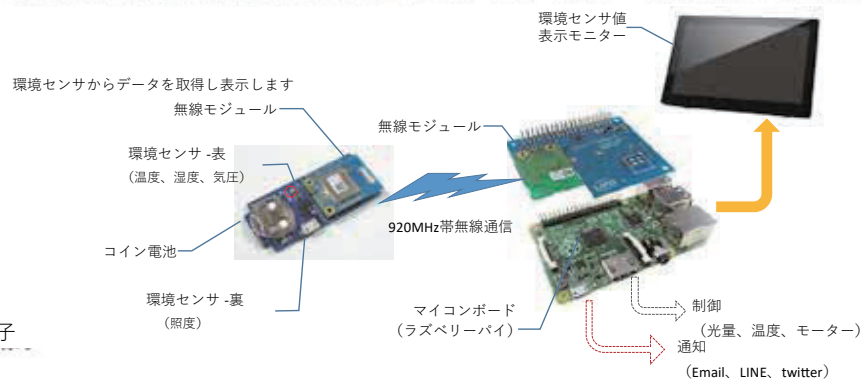 環境センサ値
表示モニター
環境センサからデータを取得し表示します
無線モジュール
無線モジュール
環境センサ -表
（温度、湿度、気圧）
920MHz帯無線通信
コイン電池
環境センサ -裏
（照度）
マイコンボード
（ラズベリーパイ）
制御
（光量、温度、モーター）
通知
（Email、LINE、twitter）
子